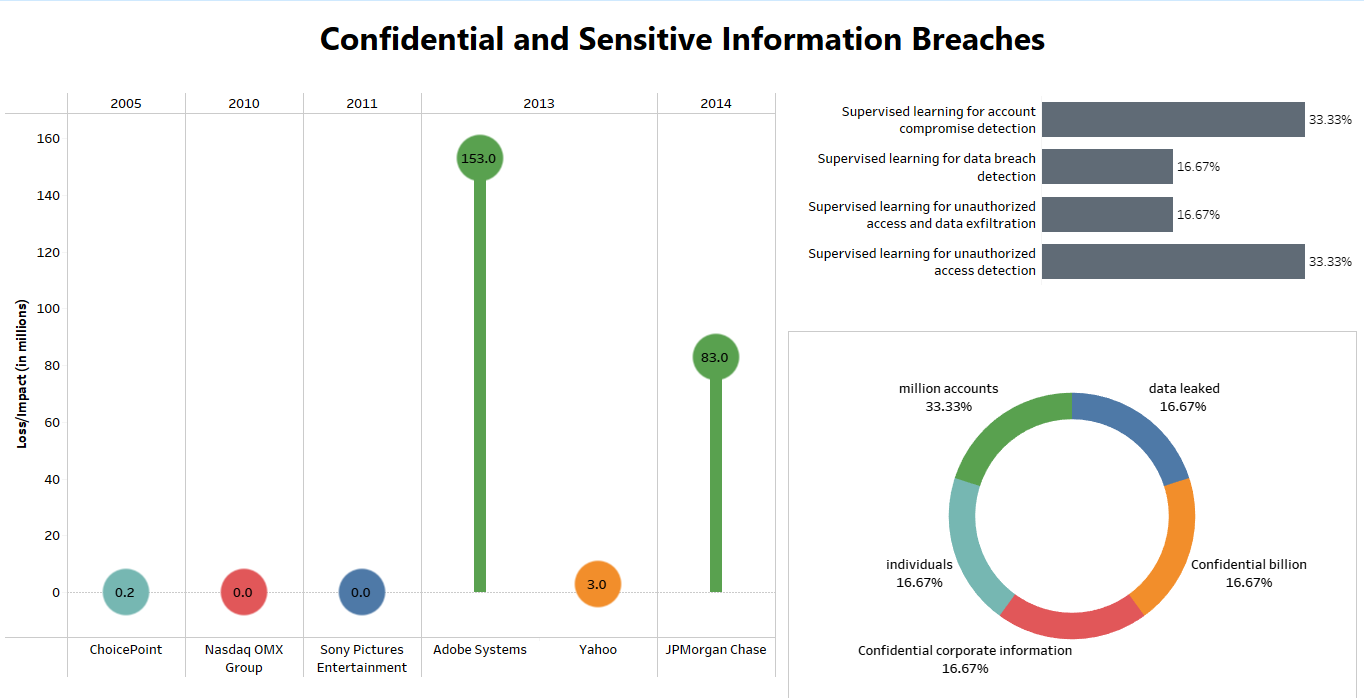 Confidential and Sensitive Information Breaches
2005
2010
2011
2013
2014
Loss/Impact (in millions)
160
140
120
100
80
60
40
20
0
0.2
0.0
0.0
153.0
3.0
83.0
ChoicePoint
Nasdaq OMX
Group
Sony Pictures
Entertainment
Adobe Systems
Yahoo
JPMorgan Chase
Supervised learning for account
compromise detection
33.33%
Supervised learning for data breach
detection
16.67%
Supervised learning for unauthorized
access and data exfiltration
16.67%
Supervised learning for unauthorized
access detection
33.33%
million accounts
33.33%
data leaked
16.67%
individuals
16.67%
Confidential billion
16.67%
Confidential corporate information
16.67%